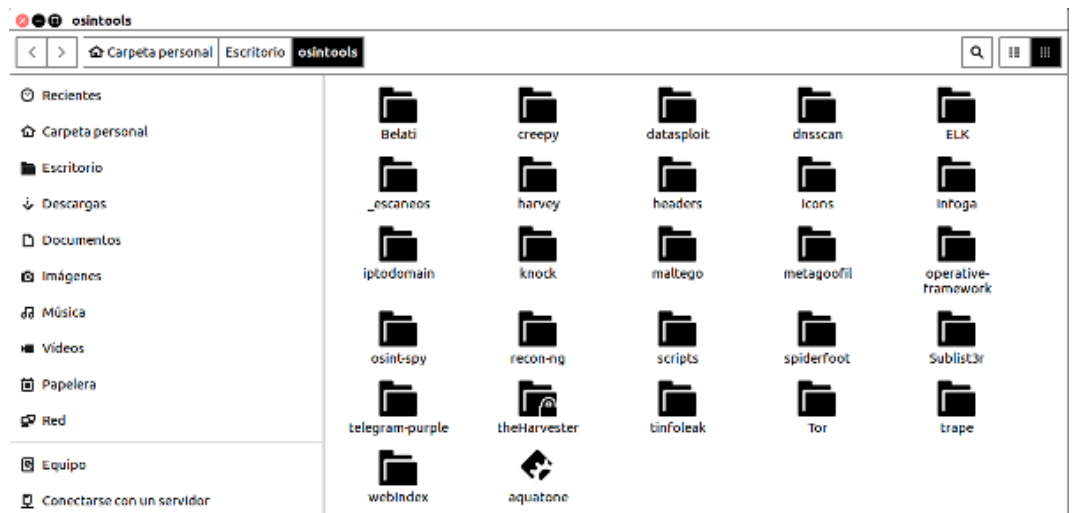 osintools
Carpeta personal Escritorio osintools
Recientes
Carpeta personal
Escritorio
Descargas
Documentos
Imágenes
Música
Vídeos
Papelera
Red
Equipo
Conectarse con un servidor
Belati creepy datasploit dnsscan ELK
_escaneos harvey headers icons Infoga
iptodomain knock maltego metagoofil operative-
framework
osint-spy recon-ng scripts spiderfoot Sublist3r
telegram-purple theHarvester tinfoleak Tor trape
webindex aquatone